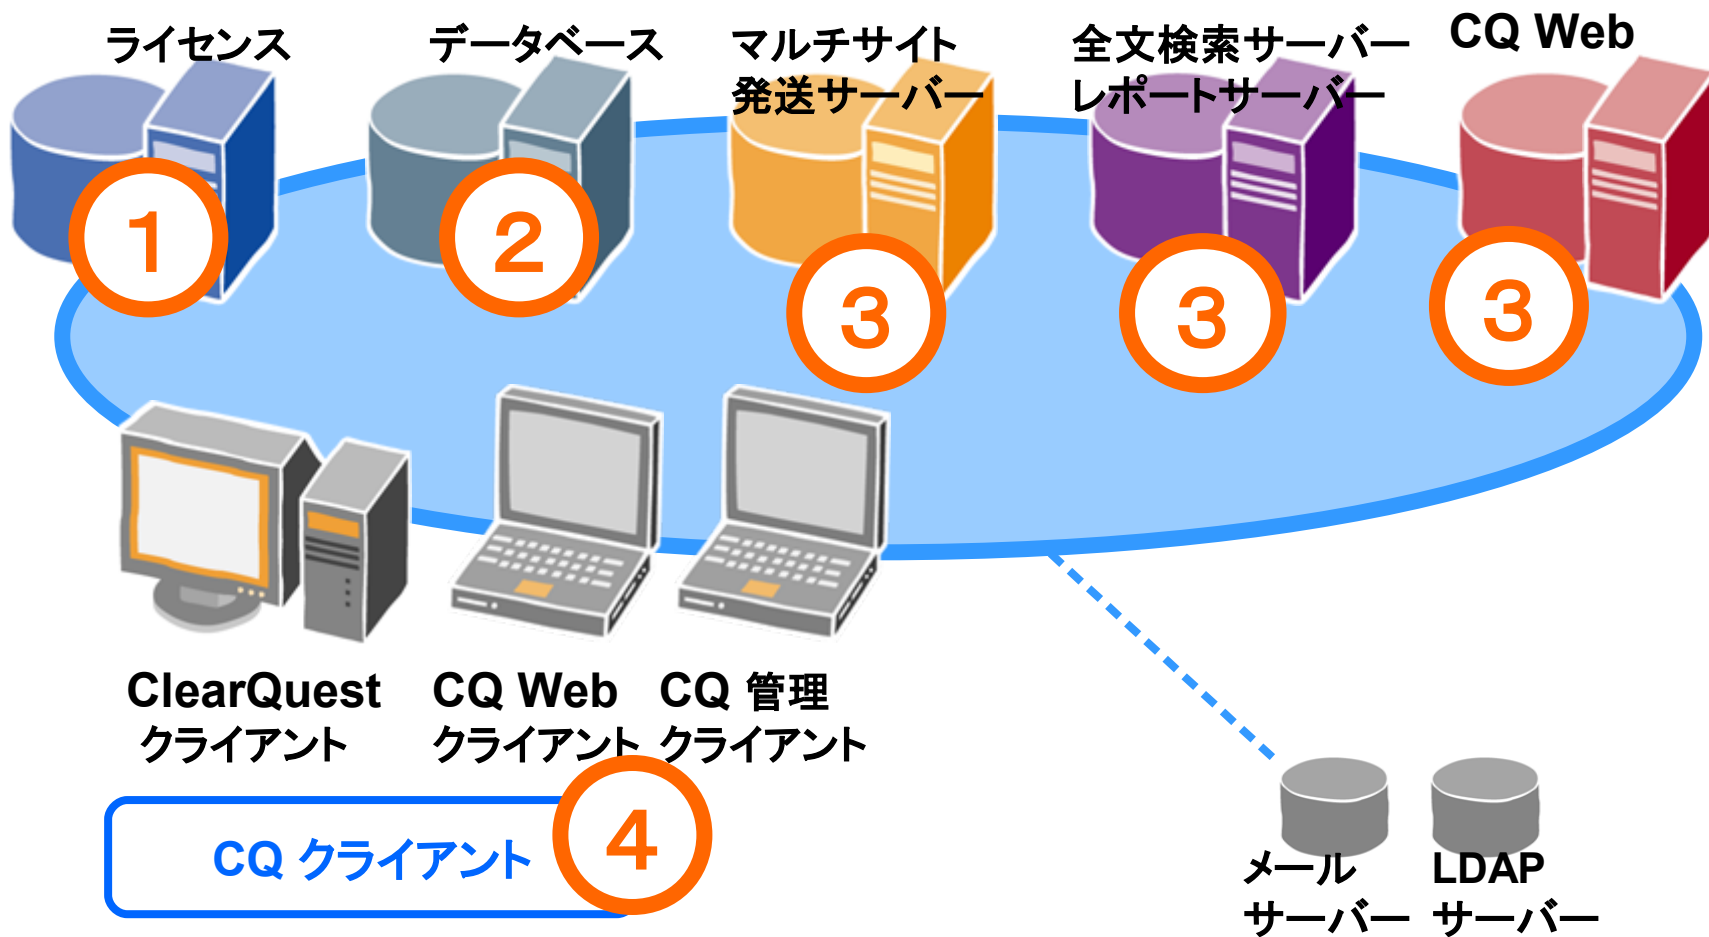 ライセンス
データベース
マルチサイト
発送サーバー
全文検索サーバー
レポートサーバー
CQ Web
1
2
3
3
3
ClearQuest
クライアント
CQ Web
クライアント
CQ 管理
クライアント
CQ クライアント
4
メール
サーバー
LDAP
サーバー